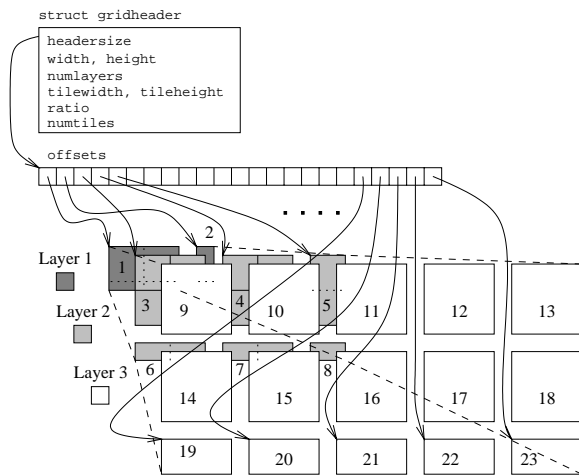 struct gridheader
headersize
width, height
numlayers
tilewidth, tileheight
ratio
numtiles
offsets
2
Layer 1
1
Layer 2
3
9
4
10
5
11
12
13
Layer 3
6
7
8
14
15
16
17
18
19
20
21
22
23